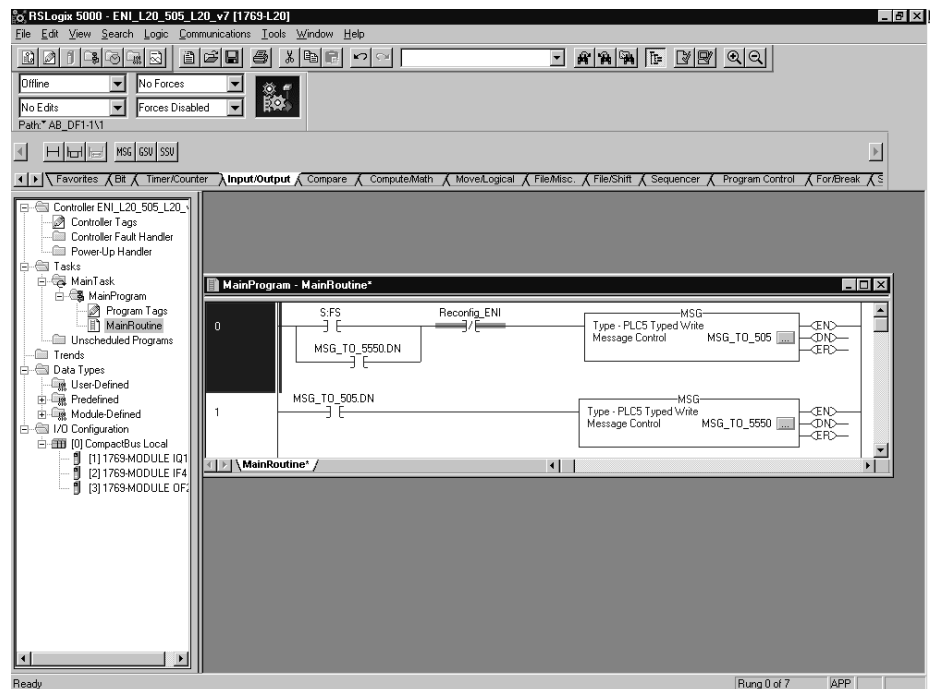 RSLogix 5000 - ENI_L20_505_L20_v7 [1769-L20]
File Edit View Search Logic Communications Tools Window Help
Offline
No Forces
No Edits
Forces Disabled
Path:* AB_DF1-1\1
MSG GSV SSV
Favorites Bit Timer/Counter Input/Output Compare Compute/Math Move/Logical File/Misc. File/Shift Sequencer Program Control For/Break S
Controller ENI_L20_505_L20_
Controller Tags
Controller Fault Handler
Power-Up Handler
Tasks
MainTask
MainProgram
Program Tags
MainRoutine
Unscheduled Programs
Trends
Data Types
User-Defined
Predefined
Module-Defined
I/O Configuration
[0] CompactBus Local
[1] 1769-MODULE IQ1
[2] 1769-MODULE IF4
[3] 1769-MODULE OF2
MainProgram - MainRoutine*
0
S:FS
Reconfig_ENI
MSG_TO_5550.DN
MSG
Type - PLC5 Typed Write
Message Control MSG_TO_505 ...
EN
DN
ER
1
MSG_TO_505.DN
MSG
Type - PLC5 Typed Write
Message Control MSG_TO_5550 ...
EN
DN
ER
MainRoutine*
Ready
Rung 0 of 7
APP